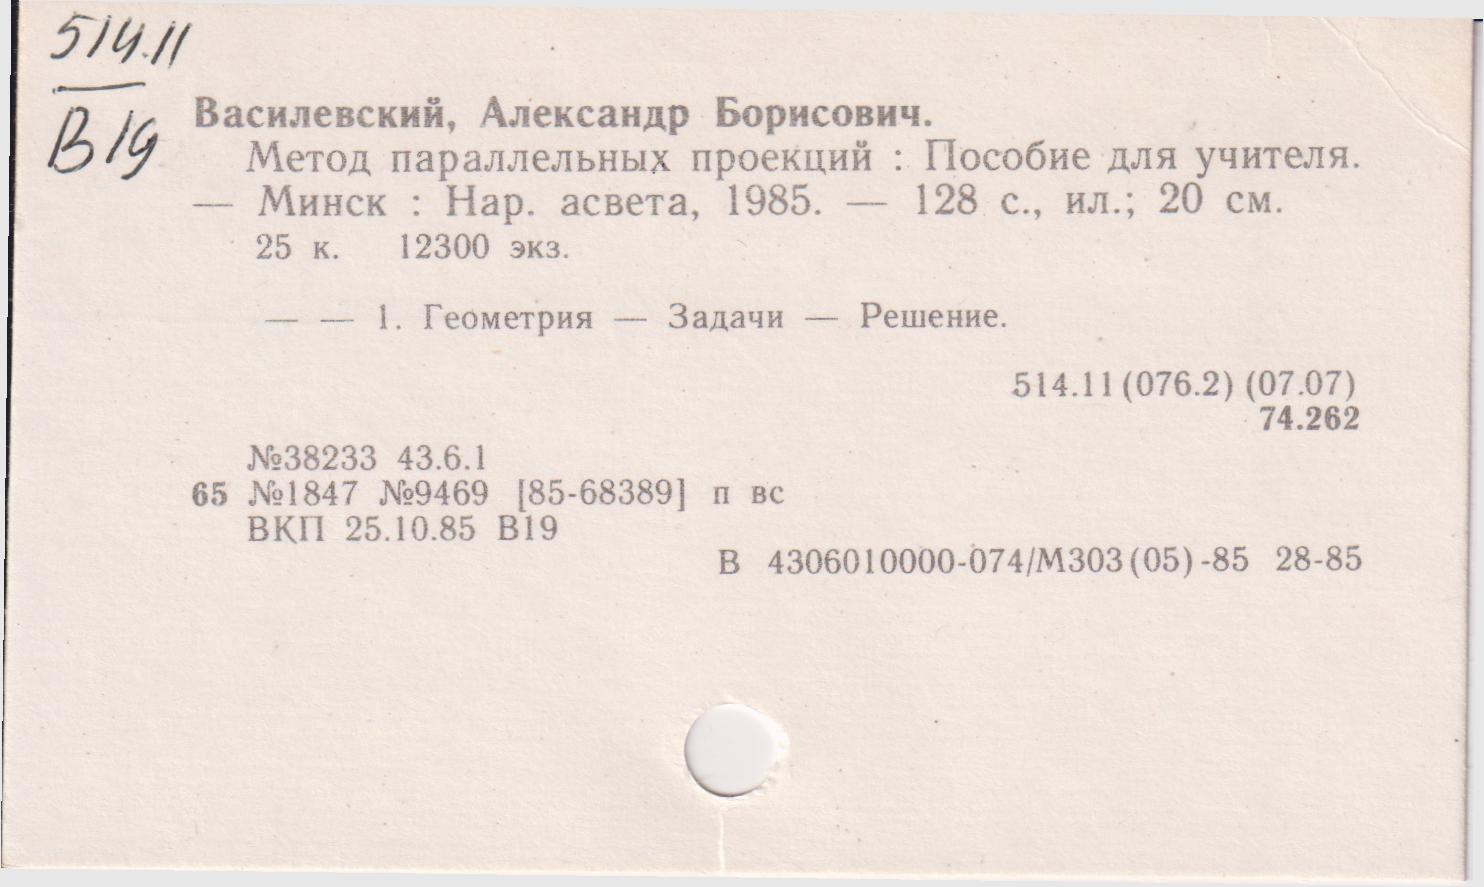 514.11
В19
Василевский, Александр Борисович.
Метод параллельных проекций : Пособие для учителя.
— Минск : Нар. асвета, 1985. — 128 с., ил.; 20 см.
25 к. 12300 экз.
— — 1. Геометрия — Задачи — Решение.
514.11(076.2) (07.07)
74.262
№38233 43.6.1
65 №1847 №9469 [85-68389] п вс
ВКП 25.10.85 В19
В 4306010000-074/М303(05)-85 28-85